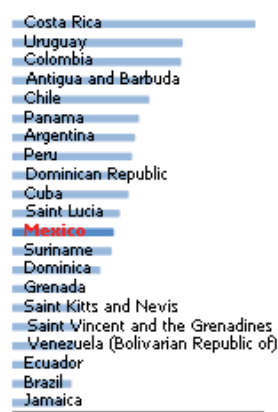 Costa Rica
Uruguay
Colombia
Antigua and Barbuda
Chile
Panama
Argentina
Peru
Dominican Republic
Cuba
Saint Lucia
Mexico
Suriname
Dominica
Grenada
Saint Kitts and Nevis
Saint Vincent and the Grenadines
Venezuela (Bolivarian Republic of)
Ecuador
Brazil
Jamaica